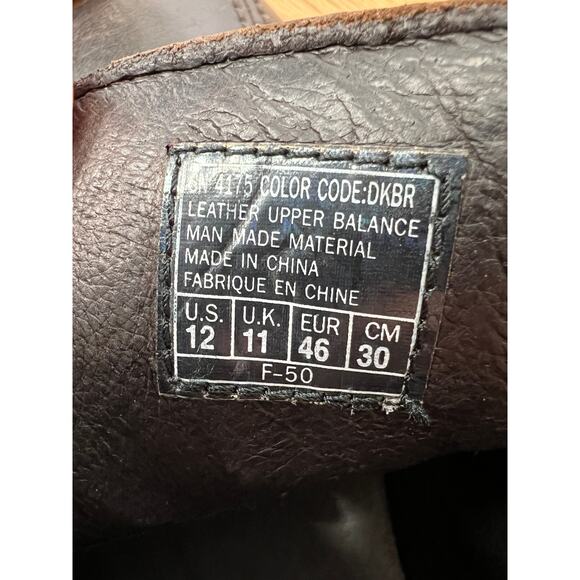 SN 4175 COLOR CODE:DKBR
LEATHER UPPER BALANCE
MAN MADE MATERIAL
MADE IN CHINA
FABRIQUE EN CHINE
U.S. U.K. EUR CM
12 11 46 30
F-50